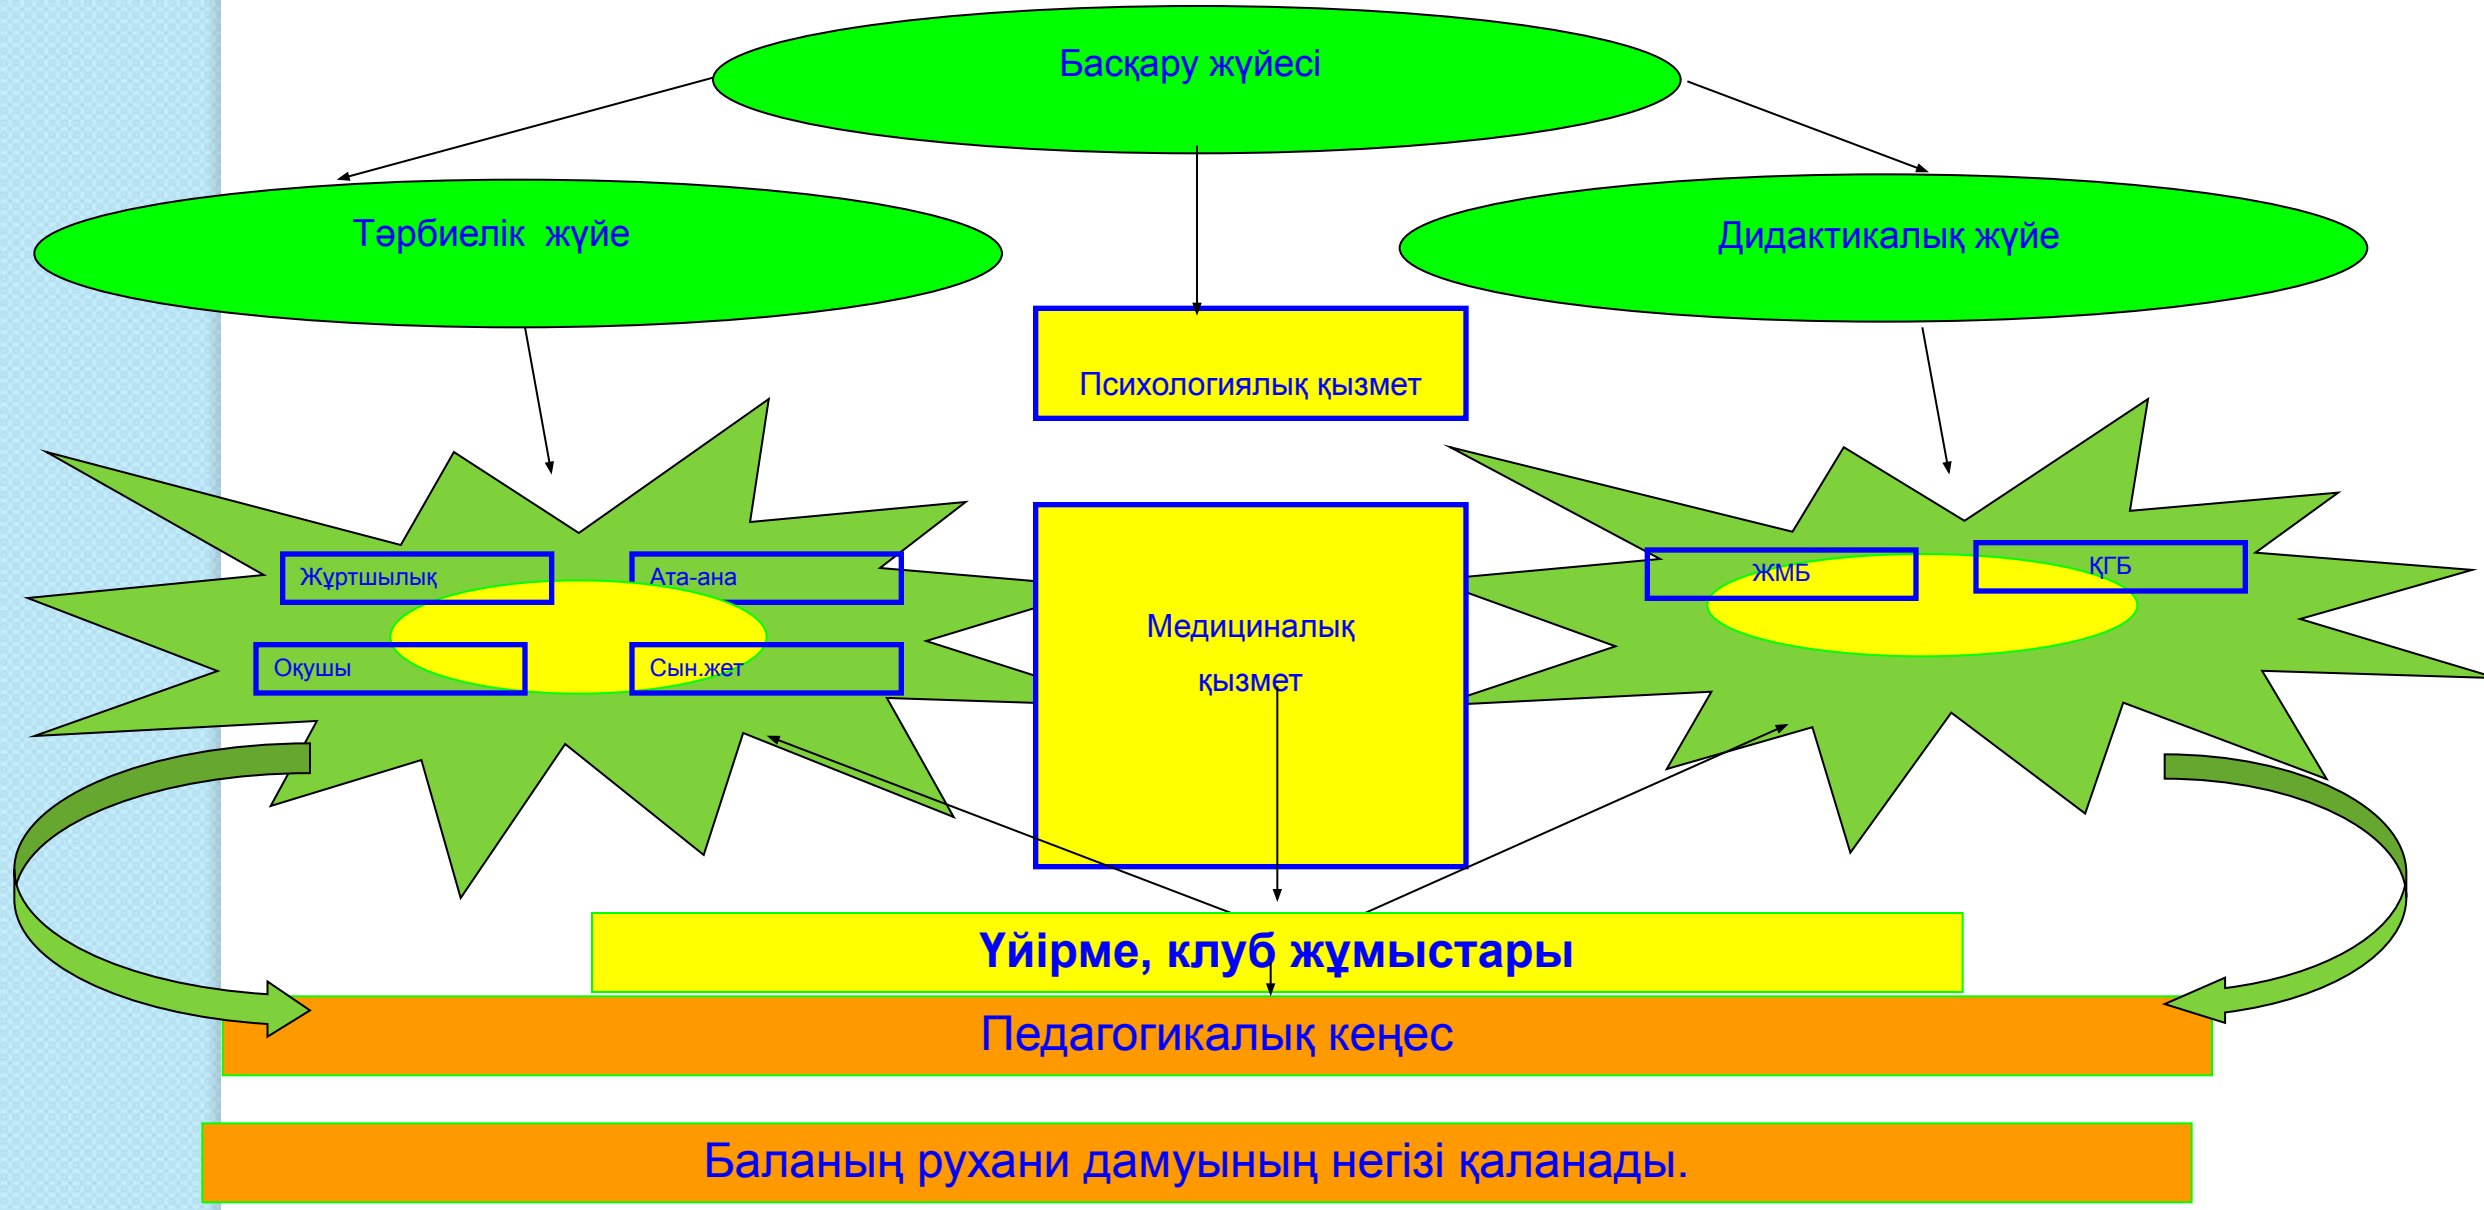 Басқару жүйесі
Тәрбиелік жүйе
Дидактикалық жүйе
Психологиялық қызмет
Жұртшылық
Ата-ана
ЖМБ
ҚГБ
Оқушы
Сын.жет
Медициналық
қызмет
Үйірме, клуб жұмыстары
Педагогикалық кеңес
Баланың рухани дамуының негізі қаланады.